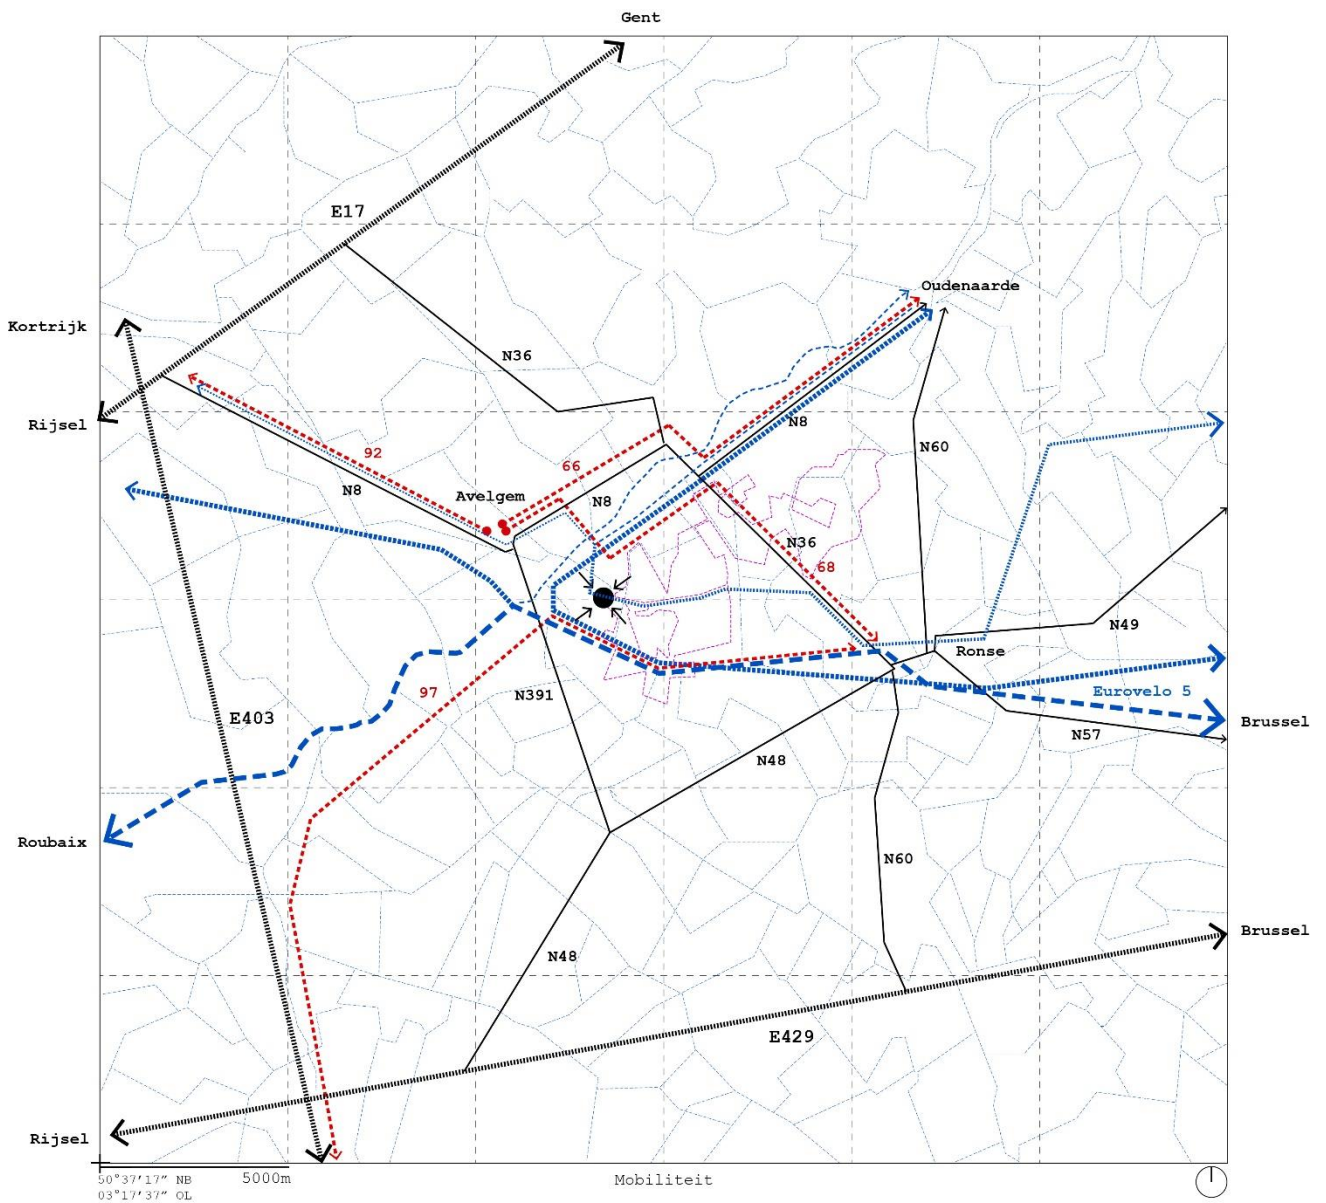 Gent
E17
Oudenaarde
Kortrijk
N36
Rijsel
N8
N60
92
66
N8
Avelgem
N8
N36
68
N49
Ronse
97
N391
Eurovelo 5
E403
Brussel
N57
N48
Roubaix
N60
Brussel
N48
E429
Rijsel
50°37'17" NB
03°17'37" OL
5000m
Mobiliteit